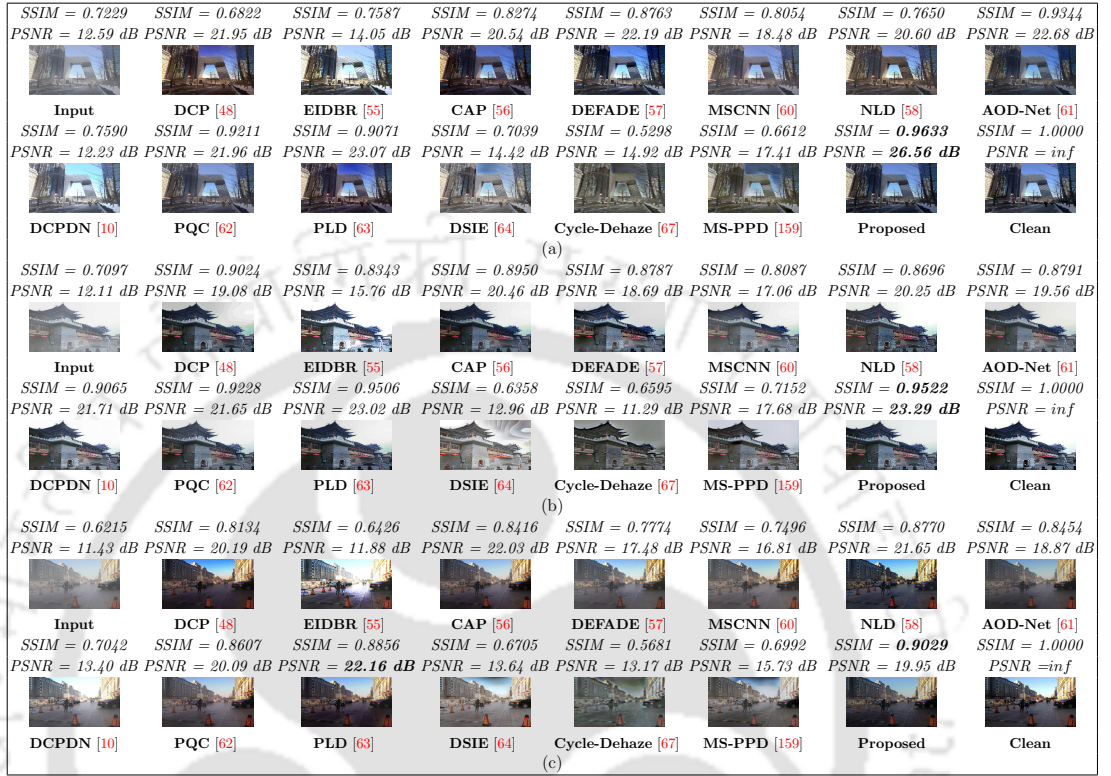 SSIM = 0.7229 SSIM = 0.6822 SSIM = 0.7587 SSIM = 0.8274 SSIM = 0.8763 SSIM = 0.8054 SSIM = 0.7650 SSIM = 0.9344
PSNR = 12.59 dB PSNR = 21.95 dB PSNR = 14.05 dB PSNR = 20.54 dB PSNR = 22.19 dB PSNR = 18.48 dB PSNR = 20.60 dB PSNR = 22.68 dB
Input DCP [48] EIDBR [55] CAP [56] DEFADE [57] MSCNN [60] NLD [58] AOD-Net [61]
SSIM = 0.7590 SSIM = 0.9211 SSIM = 0.9071 SSIM = 0.7039 SSIM = 0.5298 SSIM = 0.6612 SSIM = 0.9633 SSIM = 1.0000
PSNR = 12.23 dB PSNR = 21.96 dB PSNR = 23.07 dB PSNR = 14.42 dB PSNR = 14.92 dB PSNR = 17.41 dB PSNR = 26.56 dB PSNR = inf
DCPDN [10] PQC [62] PLD [63] DSIE [64] Cycle-Dehaze [67] MS-PPD [159] Proposed Clean
(a)
SSIM = 0.7097 SSIM = 0.9024 SSIM = 0.8343 SSIM = 0.8950 SSIM = 0.8787 SSIM = 0.8087 SSIM = 0.8696 SSIM = 0.8791
PSNR = 12.11 dB PSNR = 19.08 dB PSNR = 15.76 dB PSNR = 20.46 dB PSNR = 18.69 dB PSNR = 17.06 dB PSNR = 20.25 dB PSNR = 19.56 dB
Input DCP [48] EIDBR [55] CAP [56] DEFADE [57] MSCNN [60] NLD [58] AOD-Net [61]
SSIM = 0.9065 SSIM = 0.9228 SSIM = 0.9506 SSIM = 0.6358 SSIM = 0.6595 SSIM = 0.7152 SSIM = 0.9522 SSIM = 1.0000
PSNR = 21.71 dB PSNR = 21.65 dB PSNR = 23.02 dB PSNR = 12.96 dB PSNR = 11.29 dB PSNR = 17.68 dB PSNR = 23.29 dB PSNR = inf
DCPDN [10] PQC [62] PLD [63] DSIE [64] Cycle-Dehaze [67] MS-PPD [159] Proposed Clean
(b)
SSIM = 0.6215 SSIM = 0.8134 SSIM = 0.6426 SSIM = 0.8416 SSIM = 0.7774 SSIM = 0.7496 SSIM = 0.8770 SSIM = 0.8454
PSNR = 11.43 dB PSNR = 20.19 dB PSNR = 11.88 dB PSNR = 22.03 dB PSNR = 17.48 dB PSNR = 16.81 dB PSNR = 21.65 dB PSNR = 18.87 dB
Input DCP [48] EIDBR [55] CAP [56] DEFADE [57] MSCNN [60] NLD [58] AOD-Net [61]
SSIM = 0.7042 SSIM = 0.8607 SSIM = 0.8856 SSIM = 0.6705 SSIM = 0.5681 SSIM = 0.6992 SSIM = 0.9029 SSIM = 1.0000
PSNR = 13.40 dB PSNR = 20.09 dB PSNR = 22.16 dB PSNR = 13.64 dB PSNR = 13.17 dB PSNR = 15.73 dB PSNR = 19.95 dB PSNR =inf
DCPDN [10] PQC [62] PLD [63] DSIE [64] Cycle-Dehaze [67] MS-PPD [159] Proposed Clean
(c)